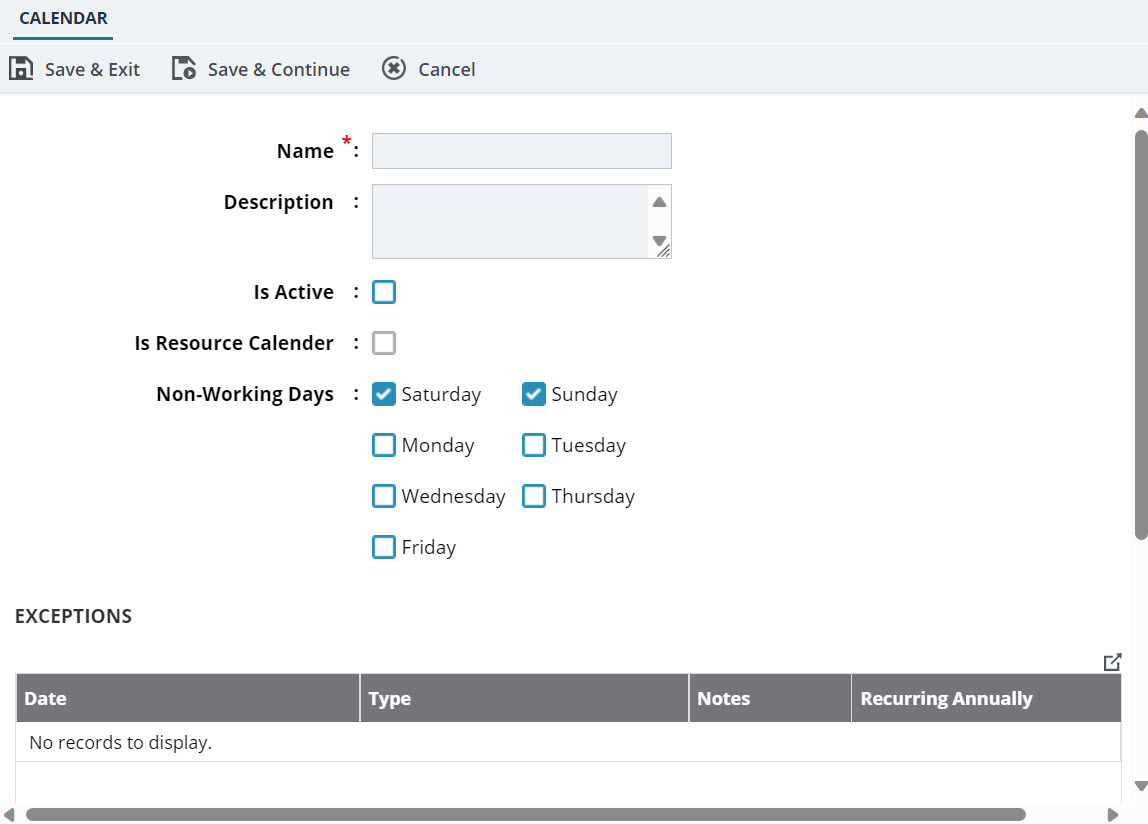 CALENDAR
Save & Exit Save & Continue Cancel
Name *:
Description :
Is Active :
Is Resource Calender :
Non-Working Days : Saturday Sunday
Monday Tuesday
Wednesday Thursday
Friday
EXCEPTIONS
Date Type Notes Recurring Annually
No records to display.